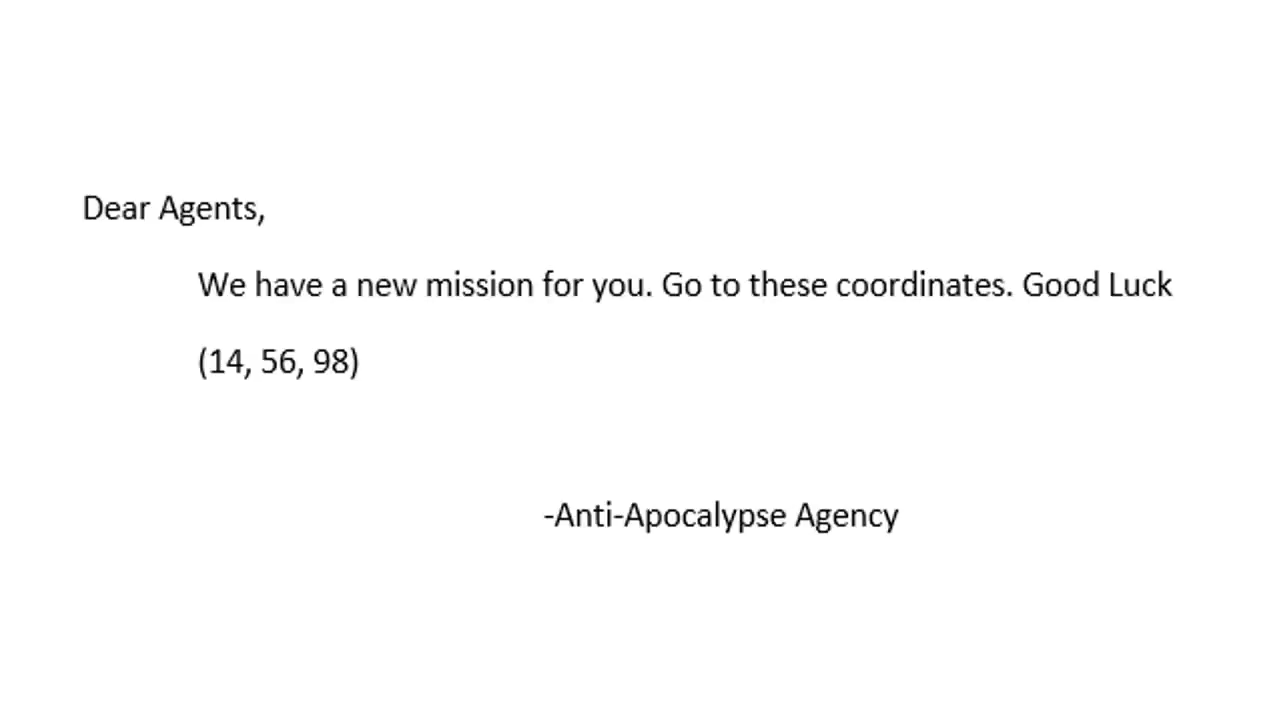 Dear Agents,
We have a new mission for you. Go to these coordinates. Good Luck
(14, 56, 98)
-Anti-Apocalypse Agency